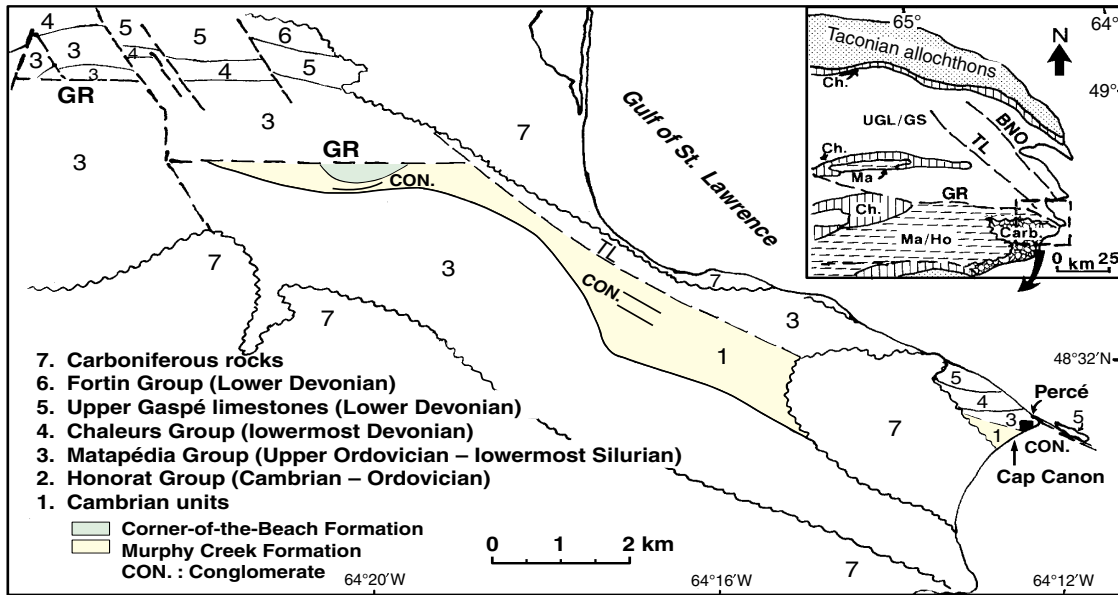 4
5
5
6
3
4
3
3
4
5
GR
3
7
65°
64°
N
Taconian allochthons
Ch.
49°
UGL/GS
BNO
TL
Ch.
Ma
GR
Ch.
Carb.
Ma/Ho
0 km 25
Gulf of St. Lawrence
3
GR
CON.
TL
7
3
7
CON.
7
3
1
48°32'N
5
4
3
1
Percé
5
7
CON.
Cap Canon
7. Carboniferous rocks
6. Fortin Group (Lower Devonian)
5. Upper Gaspé limestones (Lower Devonian)
4. Chaleurs Group (lowermost Devonian)
3. Matapédia Group (Upper Ordovician – lowermost Silurian)
2. Honorat Group (Cambrian – Ordovician)
1. Cambrian units
Corner-of-the-Beach Formation
Murphy Creek Formation
CON. : Conglomerate
0 1 2 km
7
64°20'W
64°16'W
64°12'W